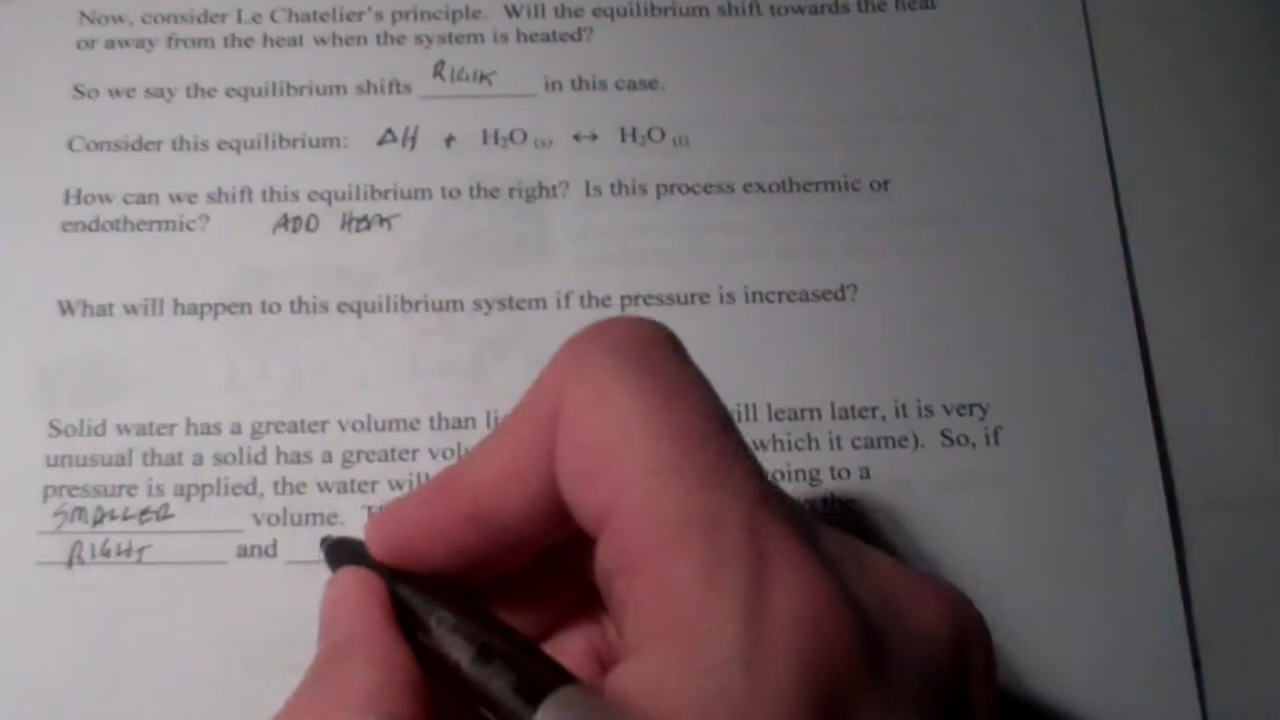 Now, consider Le Chatelier's principle. Will the equilibrium shift towards the heat
or away from the heat when the system is heated?
So we say the equilibrium shifts RIGHT in this case.
Consider this equilibrium: ΔH + H₂O (s) ↔ H₂O (l)
How can we shift this equilibrium to the right? Is this process exothermic or
endothermic? ADD HEAT
What will happen to this equilibrium system if the pressure is increased?
Solid water has a greater volume than ill learn later, it is very
unusual that a solid has a greater which it came). So, if
pressure is applied, the water will oing to a
SMALLER volume. the
RIGHT and